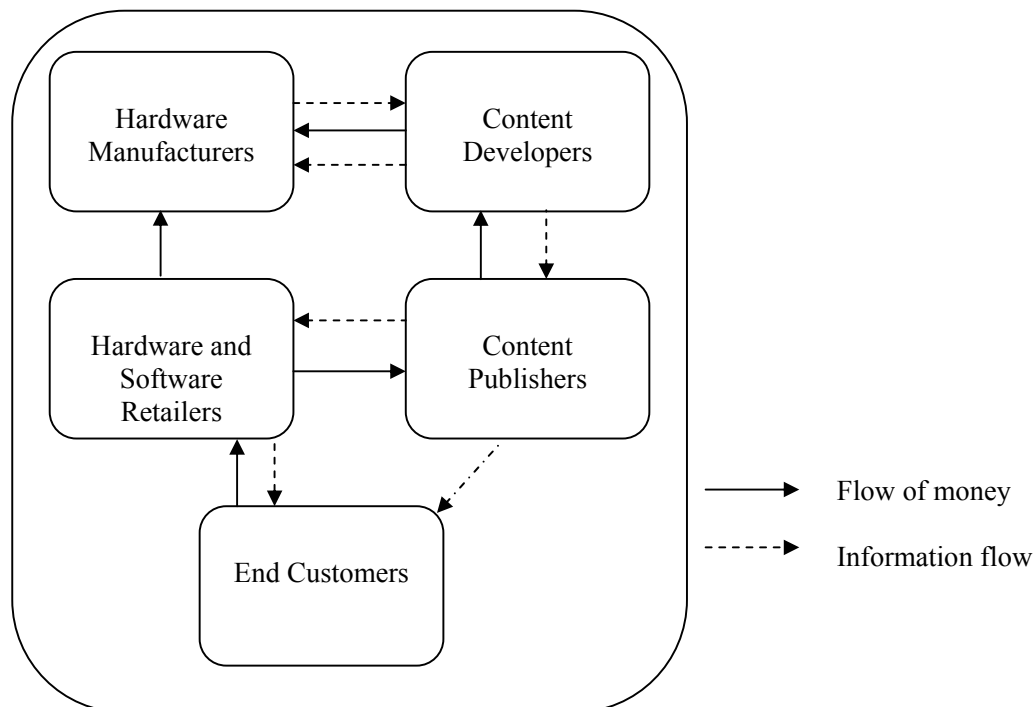 Hardware
Manufacturers
Content
Developers
Hardware and
Software
Retailers
Content
Publishers
End Customers
Flow of money
Information flow